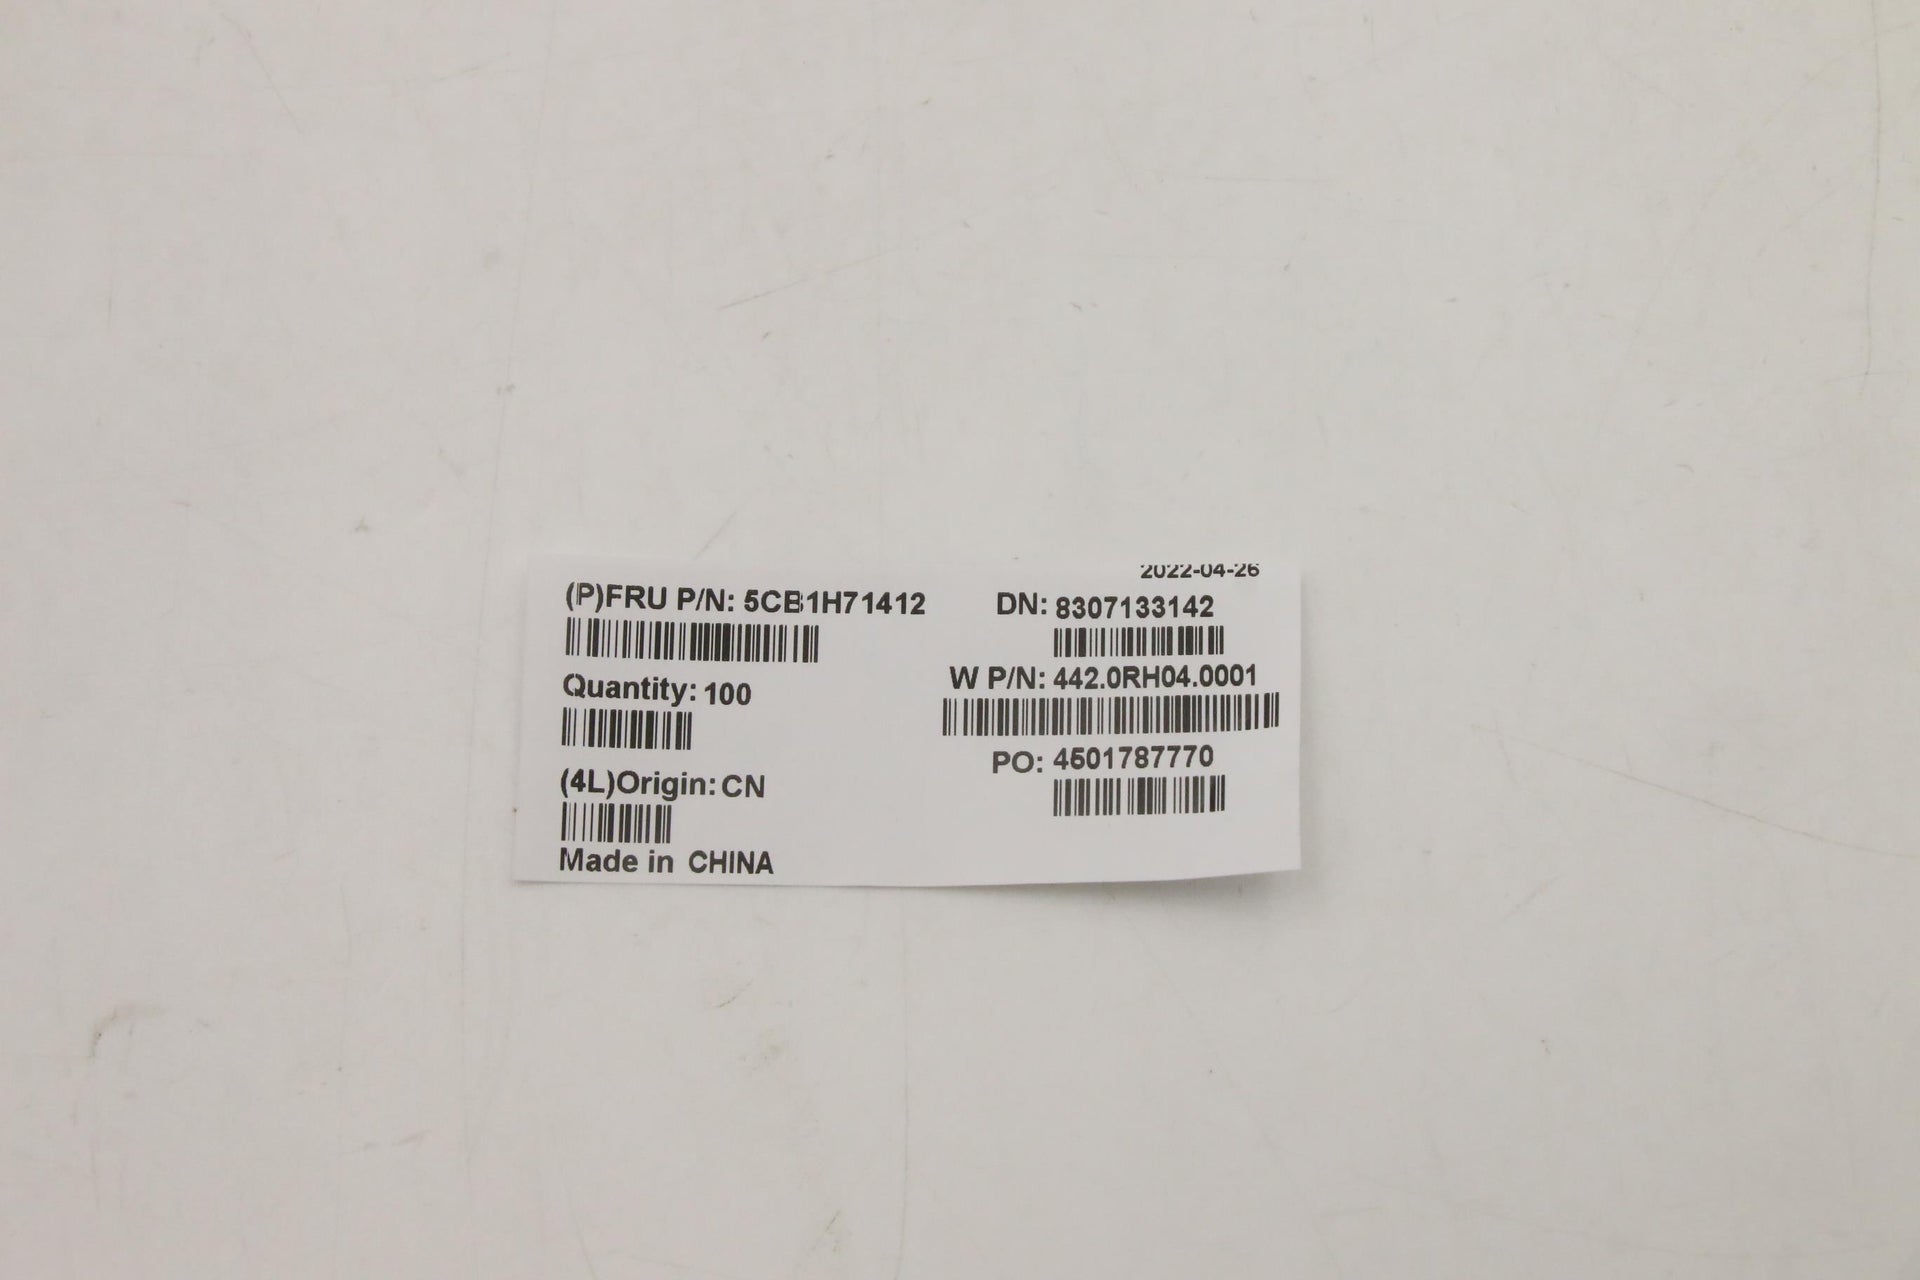 2022-04-26
(P)FRU P/N: 5CB1H71412
DN: 8307133142
Quantity: 100
W P/N: 442.0RH04.0001
PO: 4501787770
(4L)Origin: CN
Made in CHINA